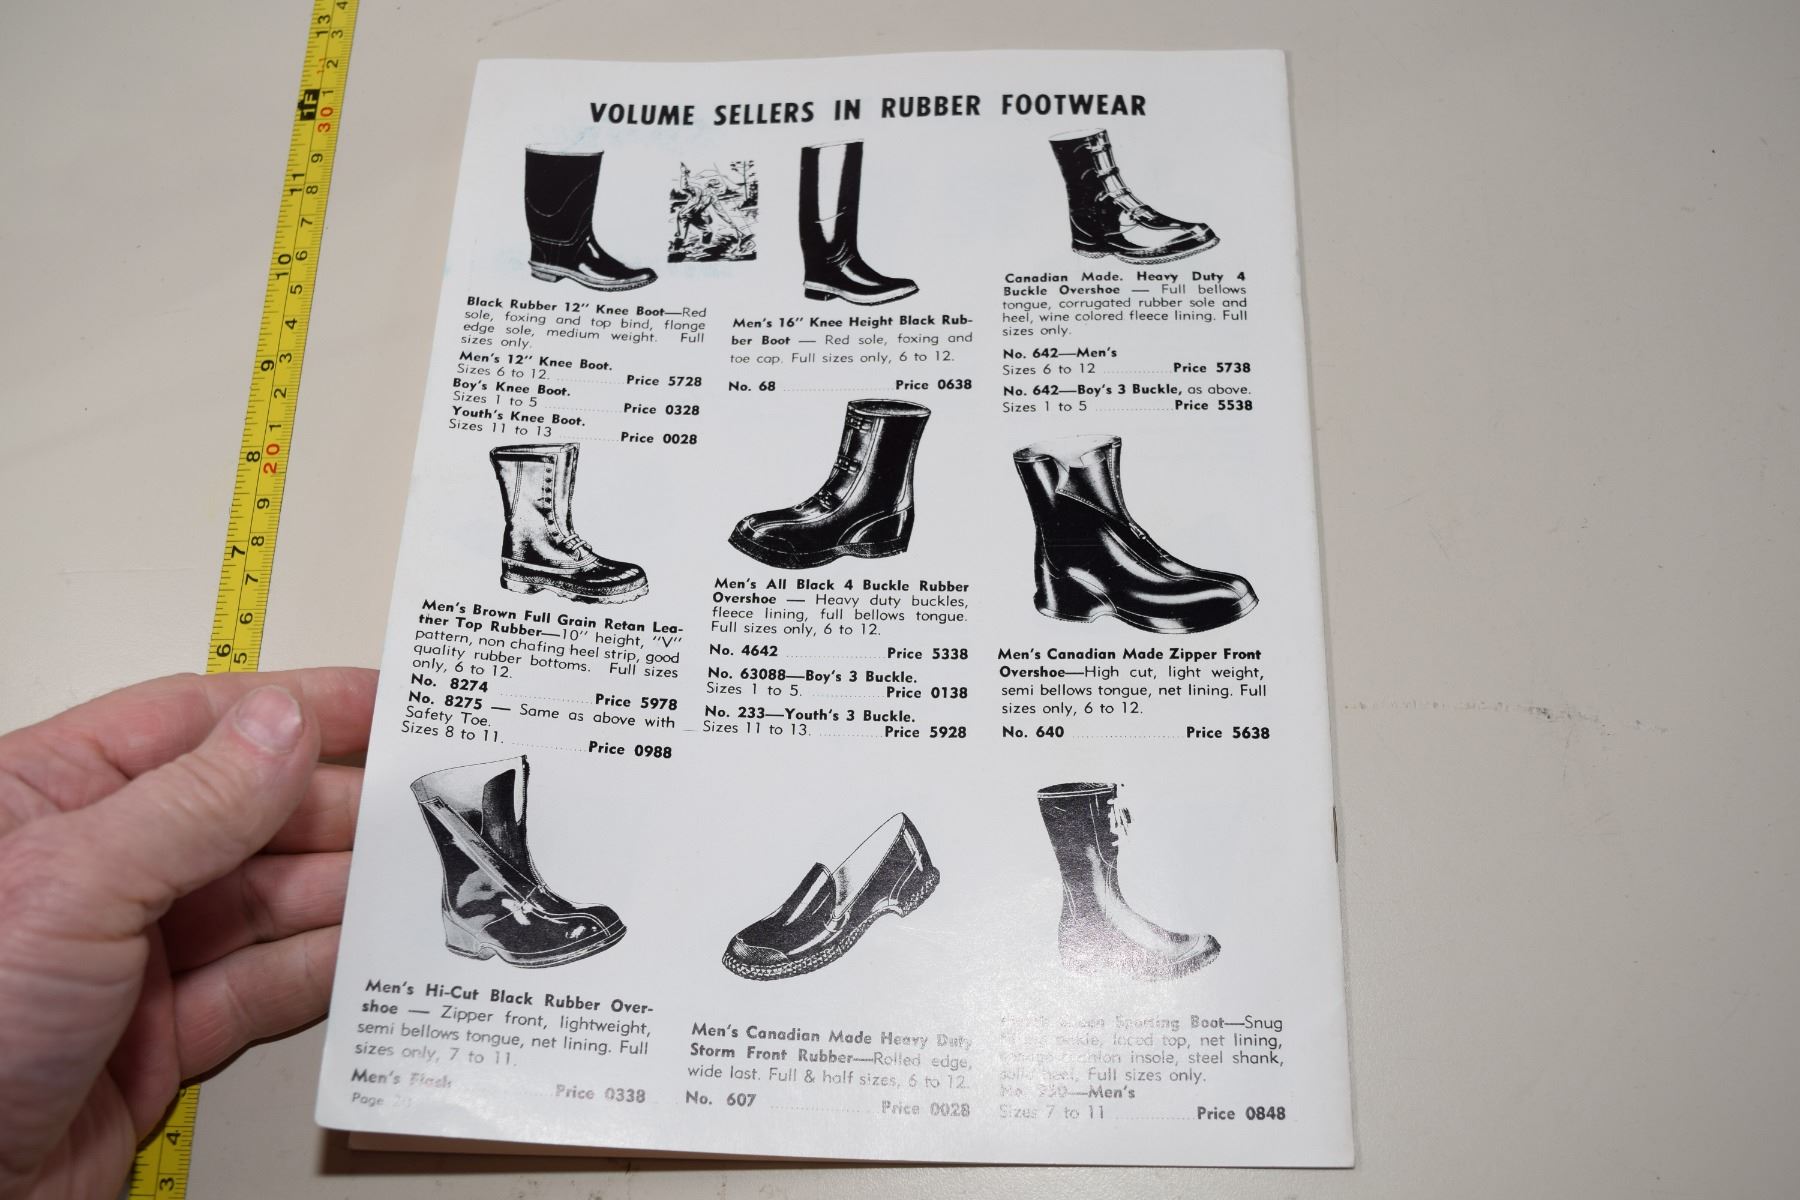 VOLUME SELLERS IN RUBBER FOOTWEAR
Black Rubber 12" Knee Boot—Red
sole, foxing and top bind, flange
edge sole, medium weight. Full
sizes only.
Men's 12" Knee Boot.
Sizes 6 to 12. Price 5728
Boy's Knee Boot.
Sizes 1 to 5 Price 0328
Youth's Knee Boot.
Sizes 11 to 13 Price 0028
Men's 16" Knee Height Black Rub-
ber Boot — Red sole, foxing and
toe cap. Full sizes only, 6 to 12.
No. 68 Price 0638
Canadian Made. Heavy Duty 4
Buckle Overshoe — Full bellows
tongue, corrugated rubber sole and
heel, wine colored fleece lining. Full
sizes only.
No. 642—Men's
Sizes 6 to 12 Price 5738
No. 642—Boy's 3 Buckle, as above.
Sizes 1 to 5 Price 5538
Men's Brown Full Grain Retan Lea-
ther Top Rubber—10" height, "V"
pattern, non chafing heel strip, good
quality rubber bottoms. Full sizes
only, 6 to 12.
No. 8274 Price 5978
No. 8275 — Same as above with
Safety Toe.
Sizes 8 to 11. Price 0988
Men's All Black 4 Buckle Rubber
Overshoe — Heavy duty buckles,
fleece lining, full bellows tongue.
Full sizes only, 6 to 12.
No. 4642 Price 5338
No. 63088—Boy's 3 Buckle.
Sizes 1 to 5. Price 0138
No. 233—Youth's 3 Buckle.
Sizes 11 to 13. Price 5928
Men's Canadian Made Zipper Front
Overshoe—High cut, light weight,
semi bellows tongue, net lining. Full
sizes only, 6 to 12.
No. 640 Price 5638
Men's Hi-Cut Black Rubber Over-
shoe — Zipper front, lightweight,
semi bellows tongue, net lining. Full
sizes only, 7 to 11.
Men's Flash Price 0338
Page
Men's Canadian Made Heavy Duty
Storm Front Rubber—Rolled edge,
wide last. Full & half sizes, 6 to 12.
No. 607 Price 0028
Sporting Boot—Snug
laced top, net lining,
insole, steel shank,
heel, Full sizes only.
No. Men's
Sizes 7 to 11 Price 0848